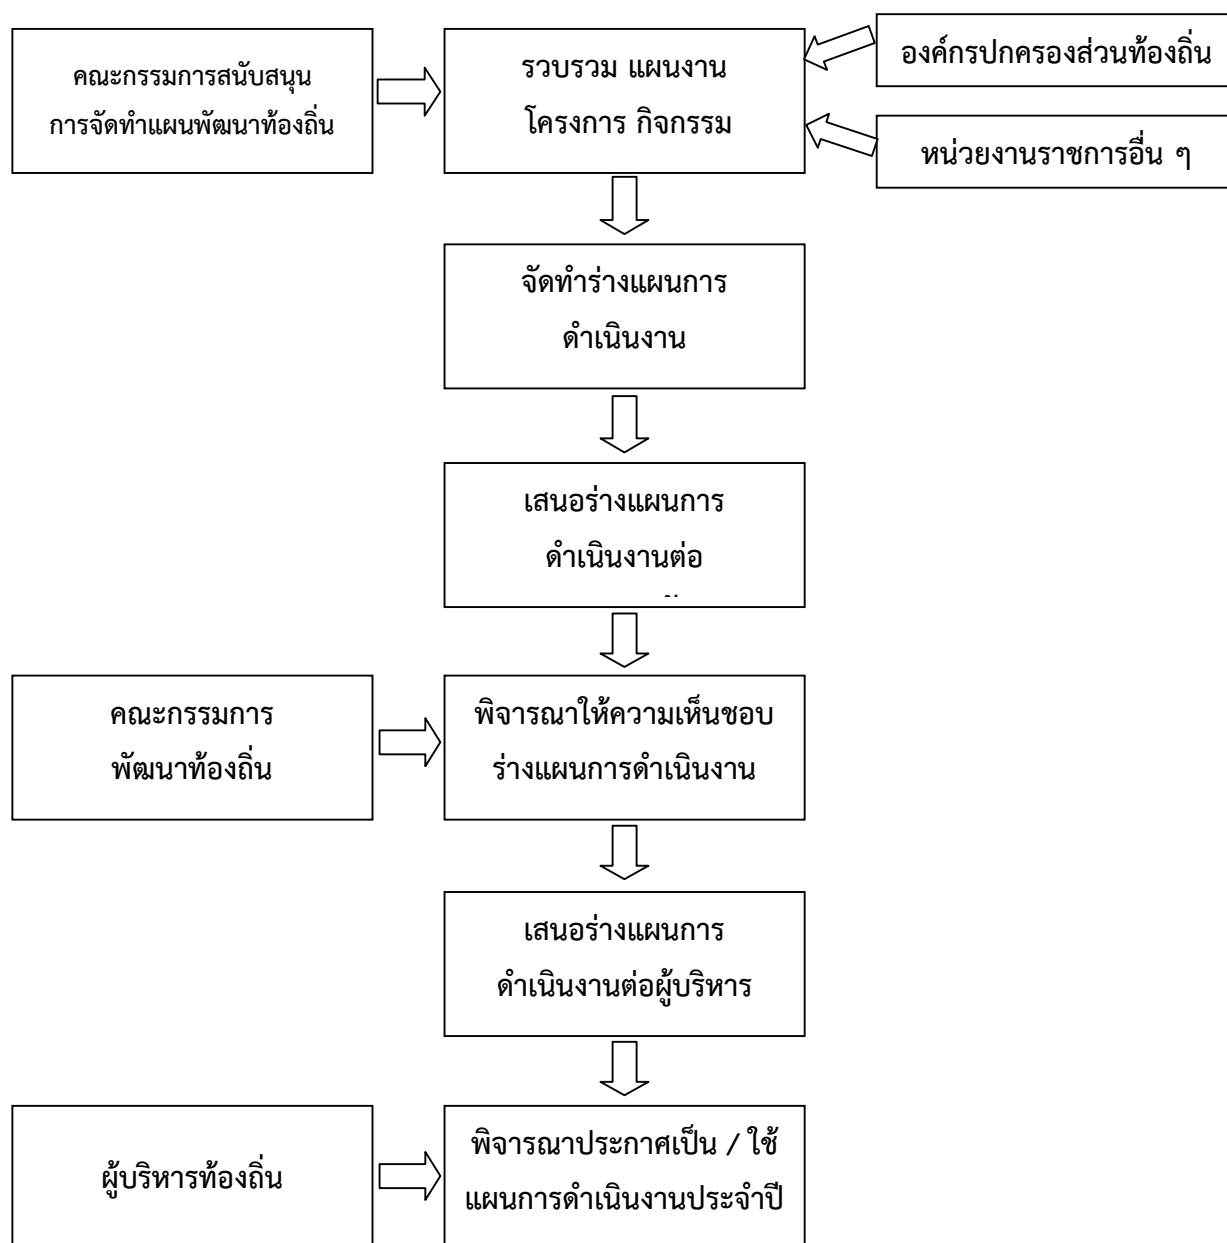 คณะกรรมการสนับสนุน
การจัดทำแผนพัฒนาท้องถิ่น
รวบรวม แผนงาน
โครงการ กิจกรรม
องค์กรปกครองส่วนท้องถิ่น
หน่วยงานราชการอื่น ๆ
จัดทำร่างแผนการ
ดำเนินงาน
เสนอร่างแผนการ
ดำเนินงานต่อ
คณะกรรมการ
พัฒนาท้องถิ่น
พิจารณาให้ความเห็นชอบ
ร่างแผนการดำเนินงาน
เสนอร่างแผนการ
ดำเนินงานต่อผู้บริหาร
ผู้บริหารท้องถิ่น
พิจารณาประกาศเป็น / ใช้
แผนการดำเนินงานประจำปี